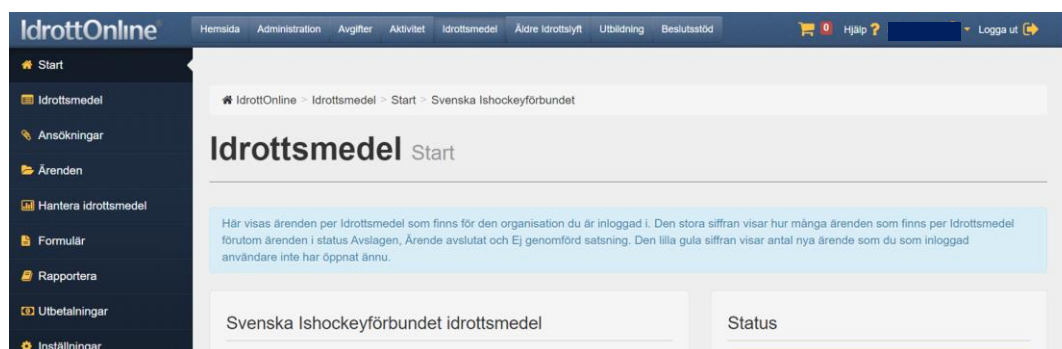 IdrottOnline
Hemsida Administration Avgifter Aktivitet Idrottsmedel Äldre Idrottslyft Utbildning Beslutsstöd 0 Hjälp ? Logga ut
Start
Idrottsmedel
Ansökningar
Ärenden
Hantera idrottsmedel
Formulär
Rapportera
Utbetalningar
Inställningar
IdrottOnline > Idrottsmedel > Start > Svenska Ishockeyförbundet
Idrottsmedel Start
Här visas ärenden per Idrottsmedel som finns för den organisation du är inloggad i. Den stora siffran visar hur många ärenden som finns per Idrottsmedel
förutom ärenden i status Avslagen, Ärende avslutat och Ej genomförd satsning. Den lilla gula siffran visar antal nya ärende som du som inloggad
användare inte har öppnat ännu.
Svenska Ishockeyförbundet idrottsmedel
Status